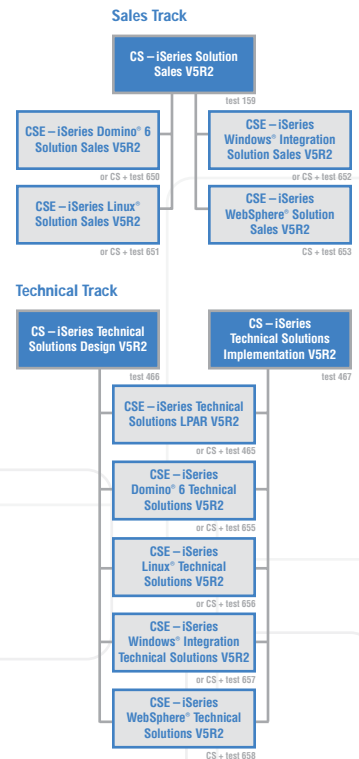 Sales Track
CS – iSeries Solution
Sales V5R2
test 159
CSE – iSeries Domino® 6
Solution Sales V5R2
or CS + test 650
CSE – iSeries
Windows® Integration
Solution Sales V5R2
or CS + test 652
CSE – iSeries Linux®
Solution Sales V5R2
or CS + test 651
CSE – iSeries
WebSphere® Solution
Sales V5R2
CS + test 653
Technical Track
CS – iSeries Technical
Solutions Design V5R2
test 466
CS – iSeries
Technical Solutions
Implementation V5R2
test 467
CSE – iSeries Technical
Solutions LPAR V5R2
or CS + test 465
CSE – iSeries
Domino® 6 Technical
Solutions V5R2
or CS + test 655
CSE – iSeries
Linux® Technical
Solutions V5R2
or CS + test 656
CSE – iSeries
Windows® Integration
Technical Solutions V5R2
or CS + test 657
CSE – iSeries
WebSphere® Technical
Solutions V5R2
CS + test 658